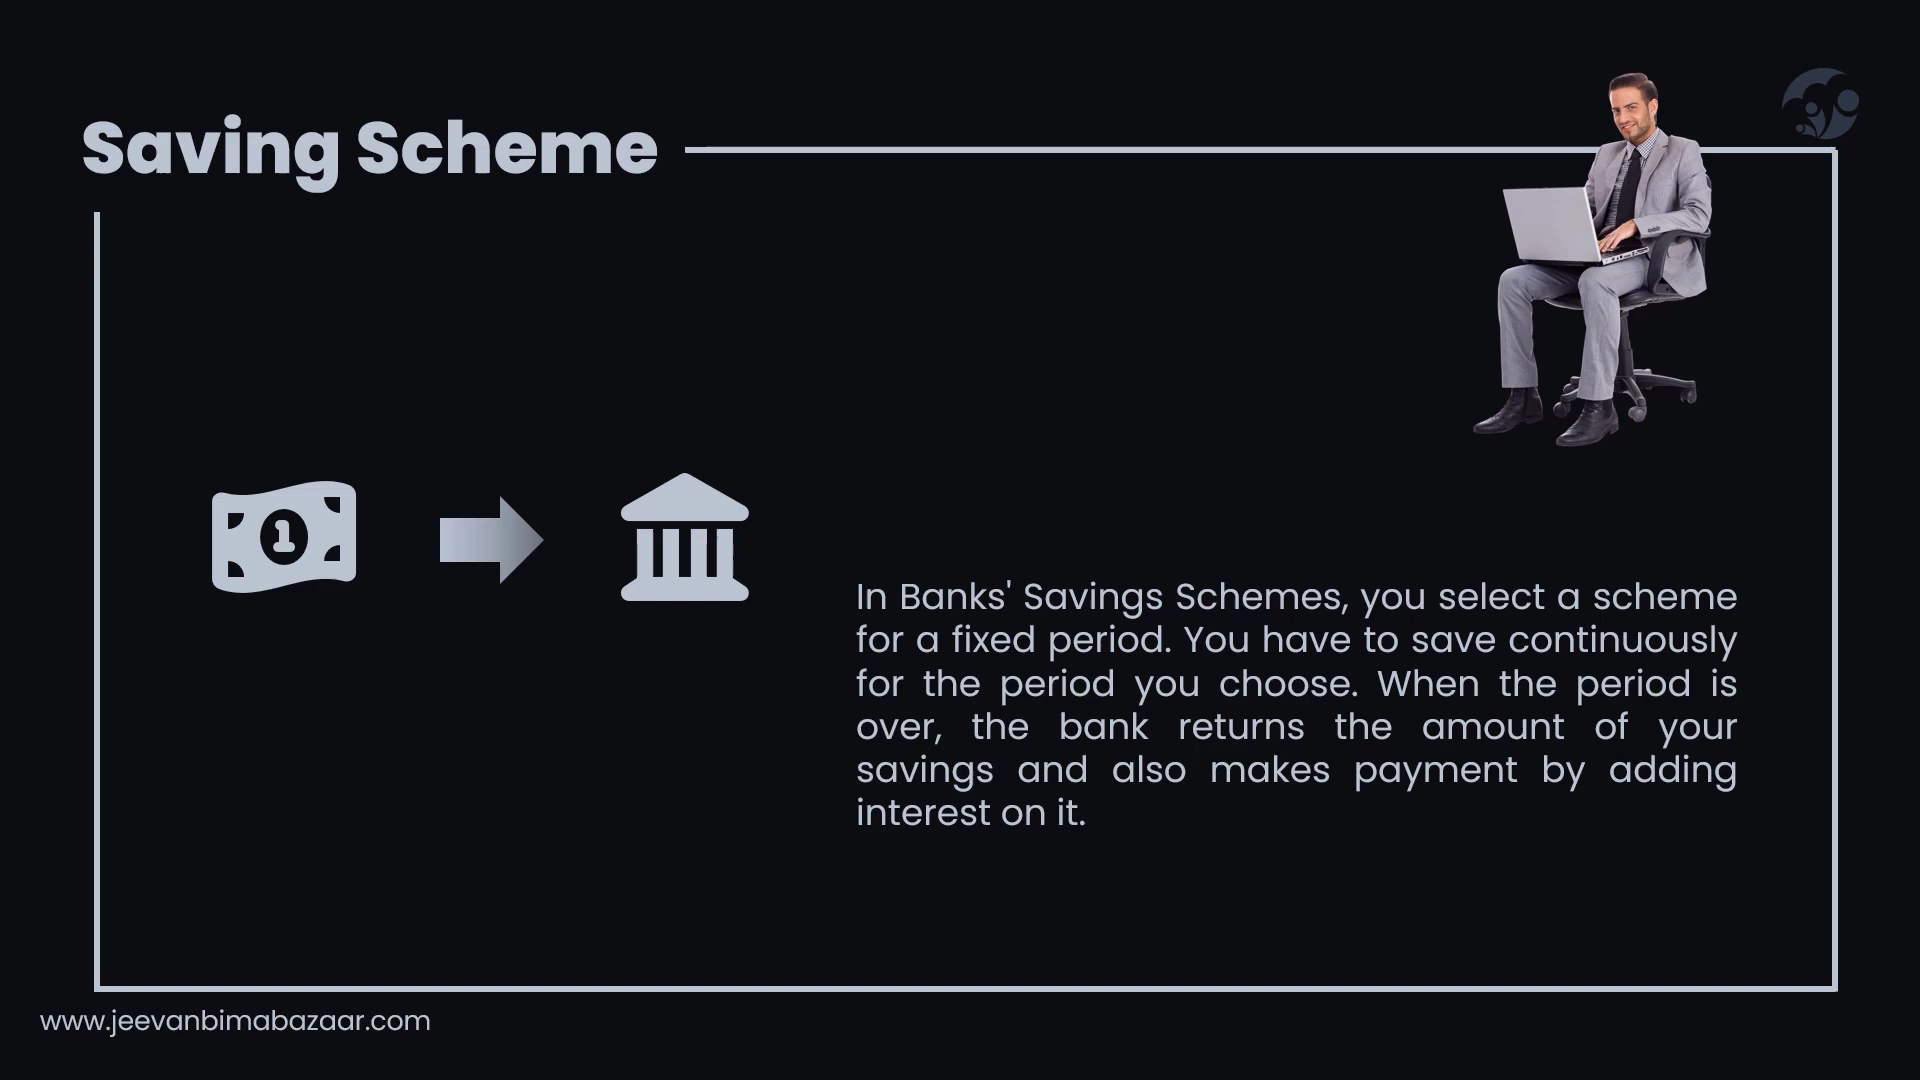 Saving Scheme
1
In Banks' Savings Schemes, you select a scheme
for a fixed period. You have to save continuously
for the period you choose. When the period is
over, the bank returns the amount of your
savings and also makes payment by adding
interest on it.
www.jeevanbimabazaar.com